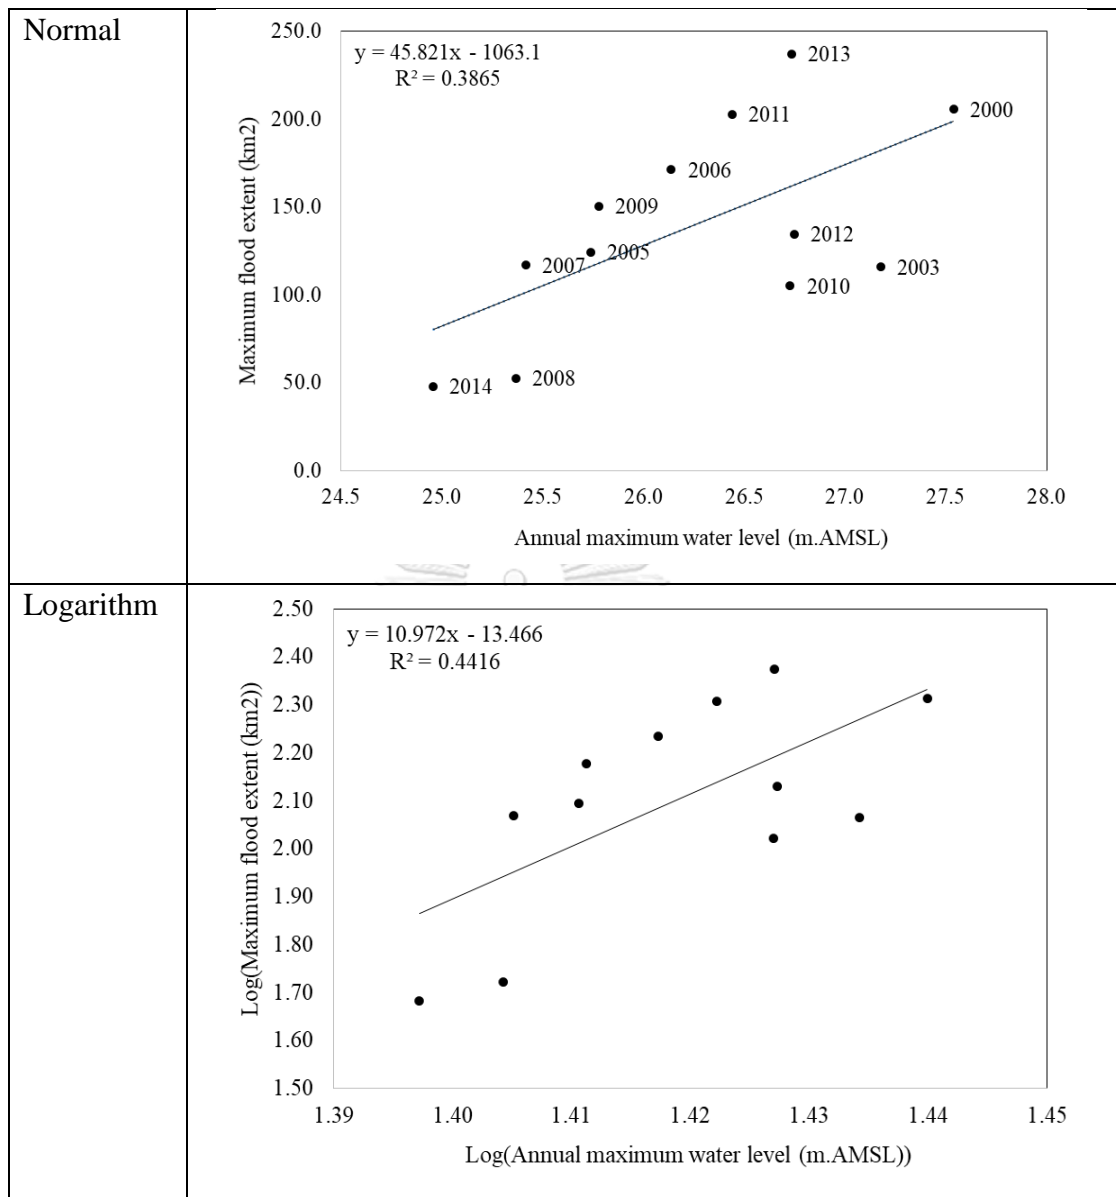 Normal
y = 45.821x - 1063.1
R² = 0.3865
Maximum flood extent (km2)
250.0
200.0
150.0
100.0
50.0
0.0
2013
2000
2011
2006
2009
2012
2005
2007
2003
2010
2008
2014
24.5 25.0 25.5 26.0 26.5 27.0 27.5 28.0
Annual maximum water level (m.AMSL)
Logarithm
y = 10.972x - 13.466
R² = 0.4416
Log(Maximum flood extent (km2))
2.50
2.40
2.30
2.20
2.10
2.00
1.90
1.80
1.70
1.60
1.50
1.39 1.40 1.41 1.42 1.43 1.44 1.45
Log(Annual maximum water level (m.AMSL))